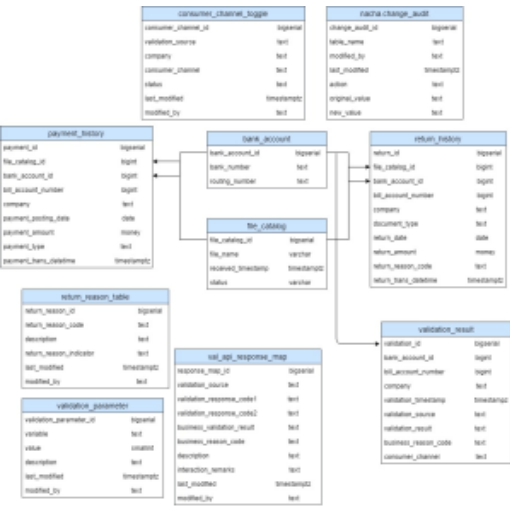 consumer_channel_toggle
consumer_channel_id bigserial
validation_source text
company text
consumer_channel text
status text
last_modified timestamptz
modified_by text
nacha change_audit
change_audit_id bigserial
table_name text
modified_by text
last_modified timestamptz
action text
original_value text
new_value text
payment_history
payment_id bigserial
file_catalog_id bigint
bank_account_id bigint
bill_account_number bigint
company text
payment_posting_date date
payment_amount money
payment_type text
payment_trans_datetime timestamptz
bank_account
bank_account_id bigserial
bank_number text
routing_number text
return_history
return_id bigserial
file_catalog_id bigint
bank_account_id bigint
bill_account_number bigint
company text
document_type text
return_date date
return_amount money
return_reason_code text
return_trans_datetime timestamptz
file_catalog
file_catalog_id bigserial
file_name varchar
received_timestamp timestamptz
status varchar
return_reason_table
return_reason_id bigserial
return_reason_code text
description text
return_reason_indicator text
last_modified timestamptz
modified_by text
val_api_response_map
response_map_id bigserial
validation_source text
validation_response_code1 text
validation_response_code2 text
business_validation_result text
business_reason_code text
description text
interaction_remarks text
last_modified timestamptz
modified_by text
validation_result
validation_id bigserial
bank_account_id bigint
bill_account_number bigint
company text
validation_timestamp timestampz
validation_source text
validation_result text
business_reason_code text
consumer_channel text
validation_parameter
validation_parameter_id bigserial
variable text
value smallint
description text
last_modified timestamptz
modified_by text